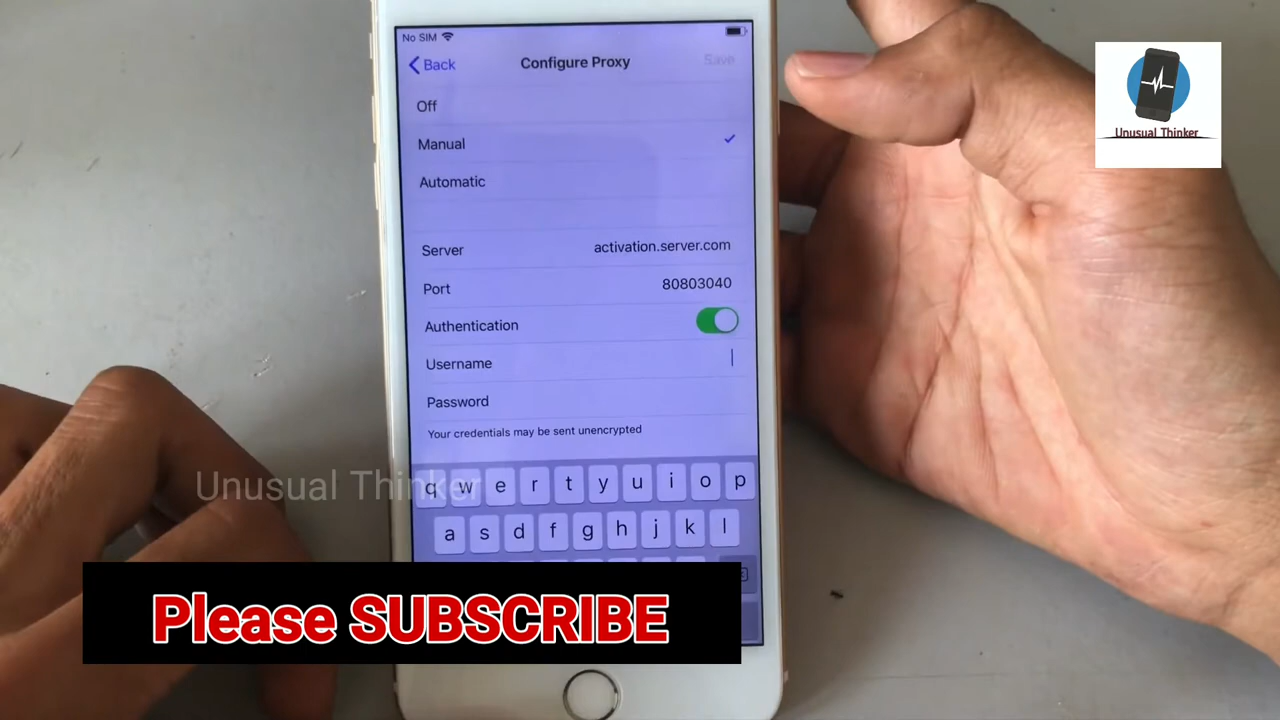 No SIM
Back
Configure Proxy
Save
Off
Manual
Automatic
Server
activation.server.com
Port
80803040
Authentication
Username
Password
Your credentials may be sent unencrypted
q w e r t y u i o p
a s d f g h j k l
Unusual Thinker
Unusual Thinker
Please SUBSCRIBE